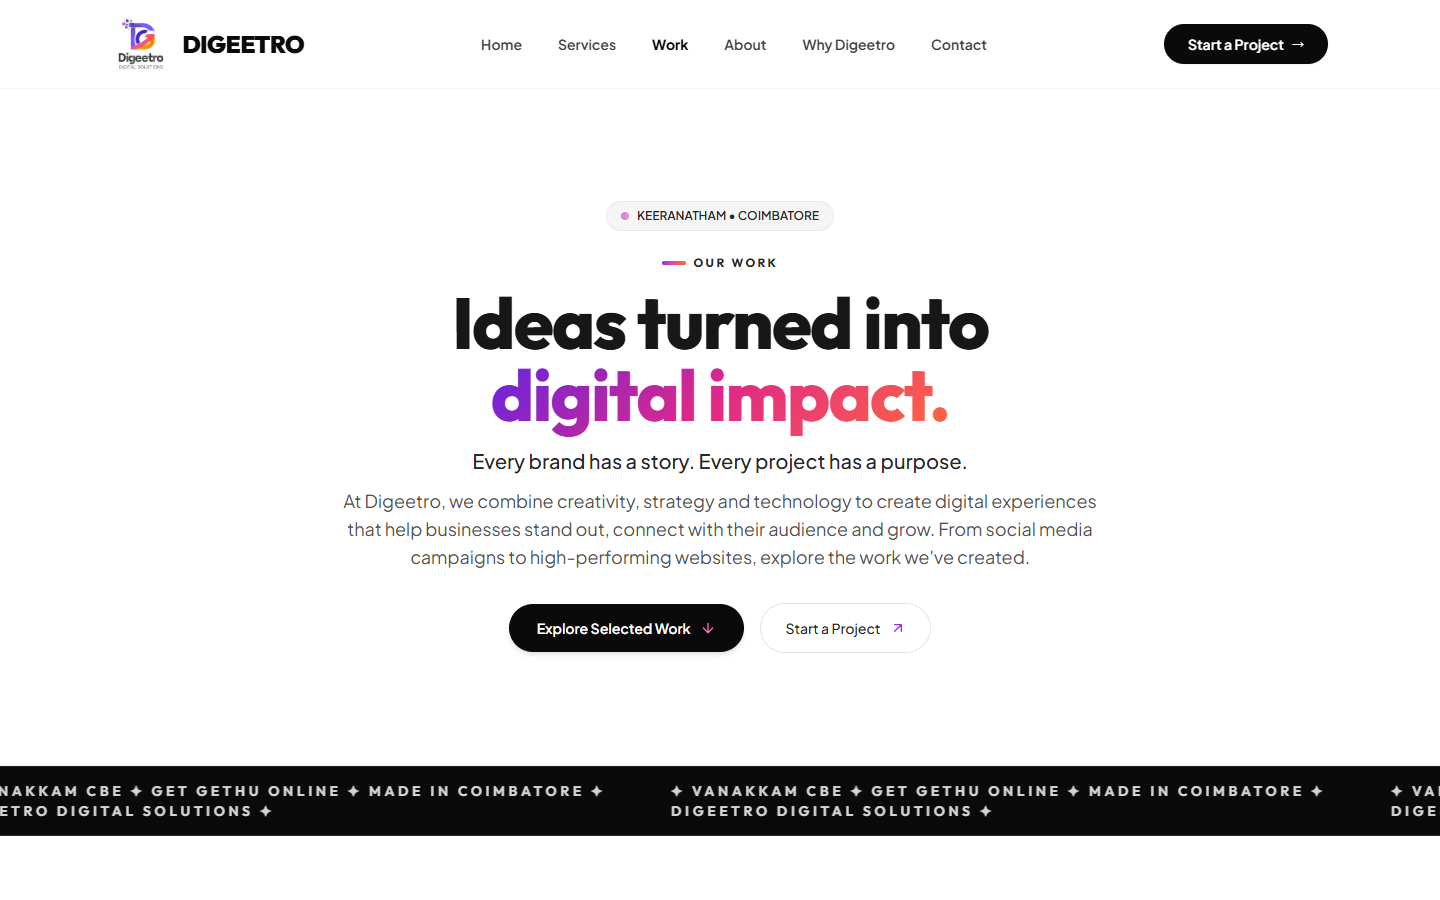 Digeetro
DIGITAL SOLUTIONS
DIGEETRO
Home
Services
Work
About
Why Digeetro
Contact
Start a Project →
KEERANATHAM • COIMBATORE
OUR WORK
Ideas turned into
digital impact.
Every brand has a story. Every project has a purpose.
At Digeetro, we combine creativity, strategy and technology to create digital experiences
that help businesses stand out, connect with their audience and grow. From social media
campaigns to high-performing websites, explore the work we've created.
Explore Selected Work ↓
Start a Project ↗
NAKKAM CBE ✦ GET GETHU ONLINE ✦ MADE IN COIMBATORE ✦
ETRO DIGITAL SOLUTIONS ✦
✦ VANAKKAM CBE ✦ GET GETHU ONLINE ✦ MADE IN COIMBATORE ✦
DIGEETRO DIGITAL SOLUTIONS ✦
✦ VA
DIGE